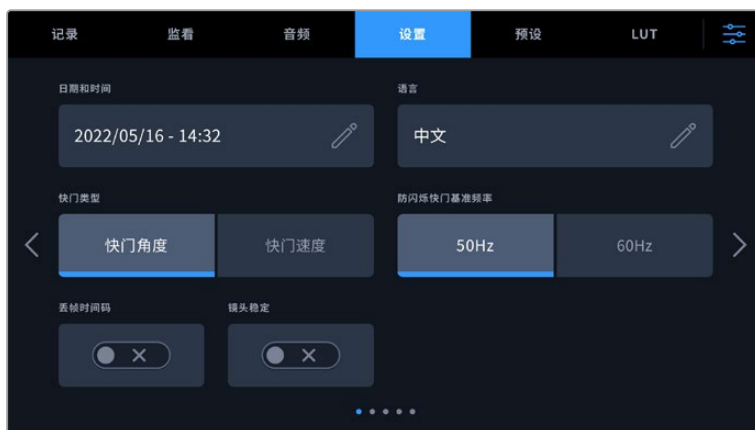 记录 监看 音频 设置 预设 LUT
日期和时间 语言
2022/05/16 - 14:32 中文
快门类型 防闪烁快门基准频率
快门角度 快门速度 50Hz 60Hz
丢帧时间码 镜头稳定